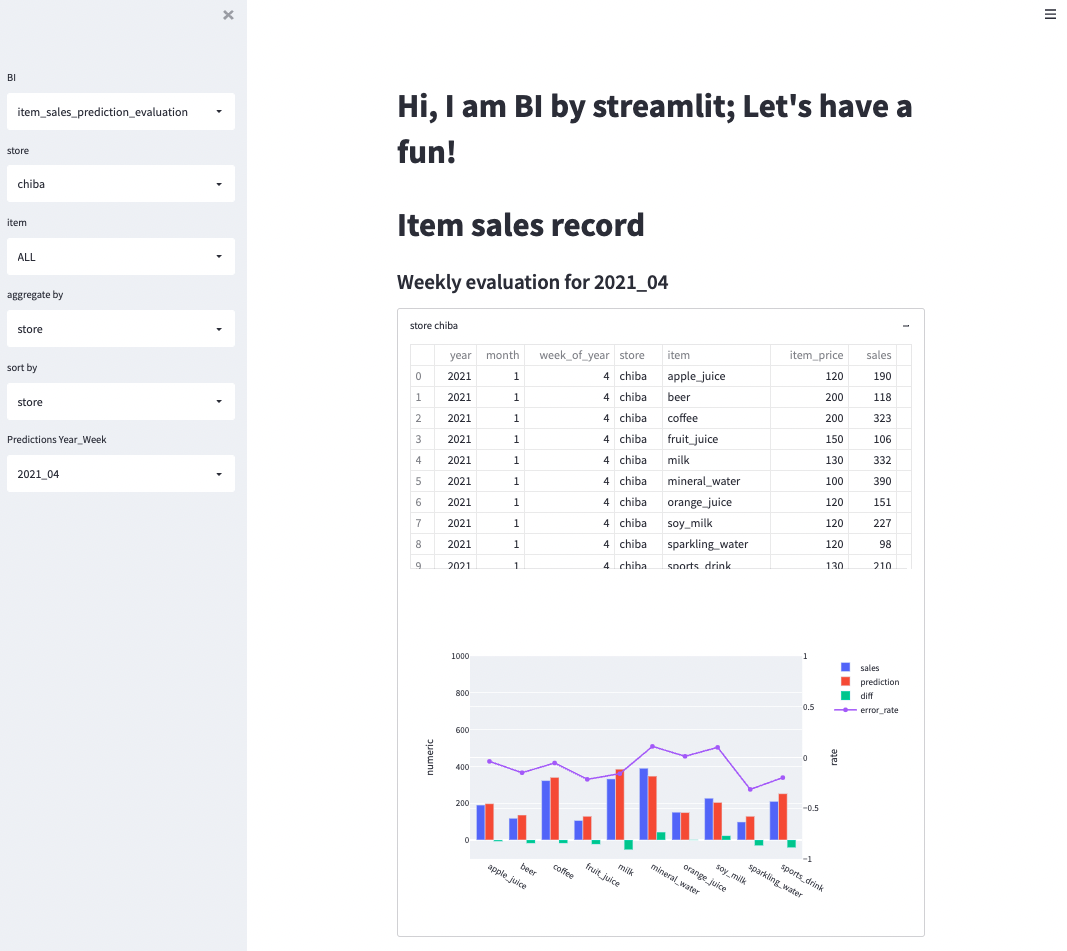 BI
item_sales_prediction_evaluation
store
chiba
item
ALL
aggregate by
store
sort by
store
Predictions Year_Week
2021_04
Hi, I am BI by streamlit; Let's have a
fun!
Item sales record
Weekly evaluation for 2021_04
store chiba
year month week_of_year store item item_price sales
0 2021 1 4 chiba apple_juice 120 190
1 2021 1 4 chiba beer 200 118
2 2021 1 4 chiba coffee 200 323
3 2021 1 4 chiba fruit_juice 150 106
4 2021 1 4 chiba milk 130 332
5 2021 1 4 chiba mineral_water 100 390
6 2021 1 4 chiba orange_juice 120 151
7 2021 1 4 chiba soy_milk 120 227
8 2021 1 4 chiba sparkling_water 120 98
9 2021 1 4 chiba sports_drink 130 210
1000
800
600
400
200
0
numeric
1
0.5
0
−0.5
−1
rate
sales
prediction
diff
error_rate
apple_juice
beer
coffee
fruit_juice
milk
mineral_water
orange_juice
soy_milk
sparkling_water
sports_drink